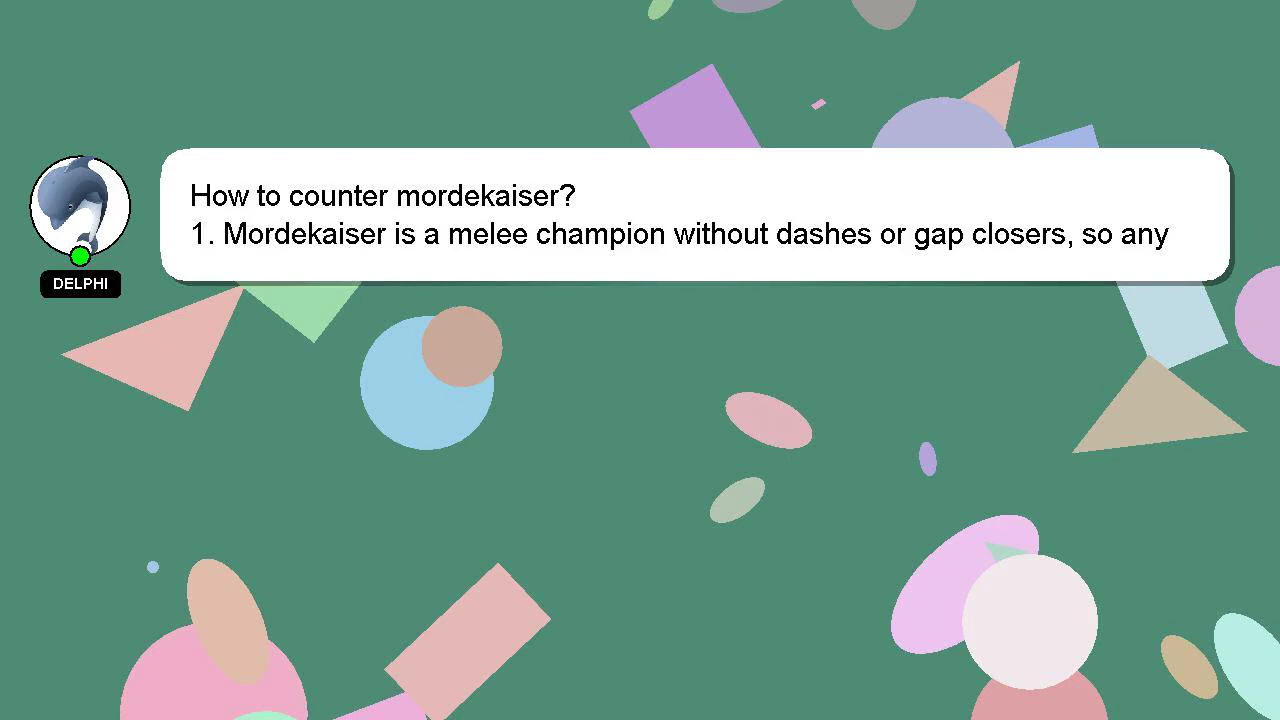 How to counter mordekaiser?
1. Mordekaiser is a melee champion without dashes or gap closers, so any
DELPHI